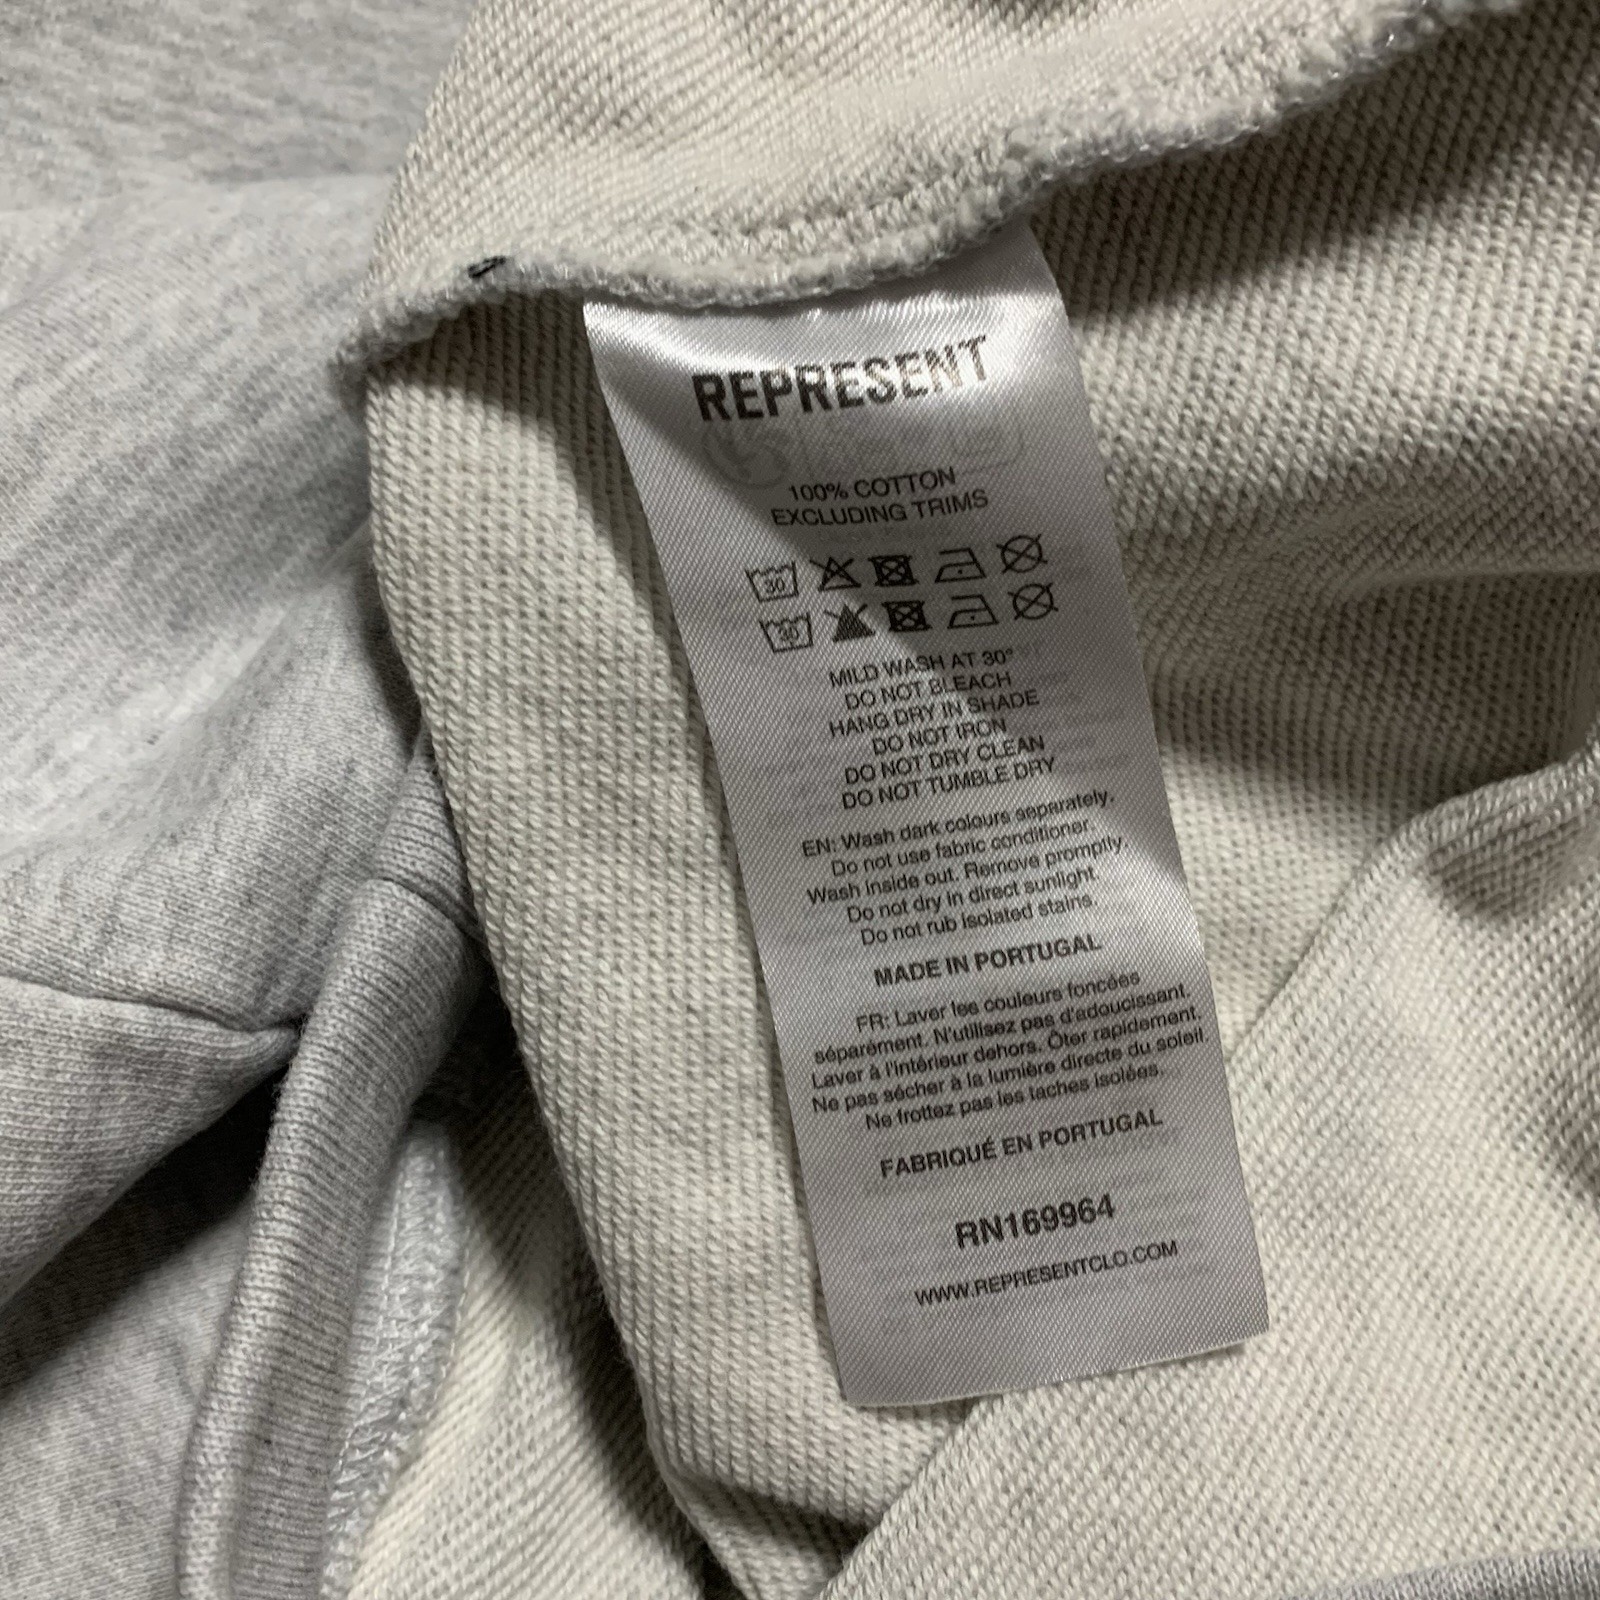 REPRESENT
100% COTTON
EXCLUDING TRIMS
30
30
MILD WASH AT 30°
DO NOT BLEACH
HANG DRY IN SHADE
DO NOT IRON
DO NOT DRY CLEAN
DO NOT TUMBLE DRY
EN: Wash dark colours separately.
Do not use fabric conditioner.
Wash inside out. Remove promptly.
Do not dry in direct sunlight
Do not rub isolated stains.
MADE IN PORTUGAL
FR: Laver les couleurs foncées
séparément. N'utilisez pas d'adoucissant.
Laver à l'intérieur dehors. Ôter rapidement.
Ne pas sécher à la lumière directe du soleil.
Ne frottez pas les taches isolées.
FABRIQUÉ EN PORTUGAL
RN169964
WWW.REPRESENTCLO.COM